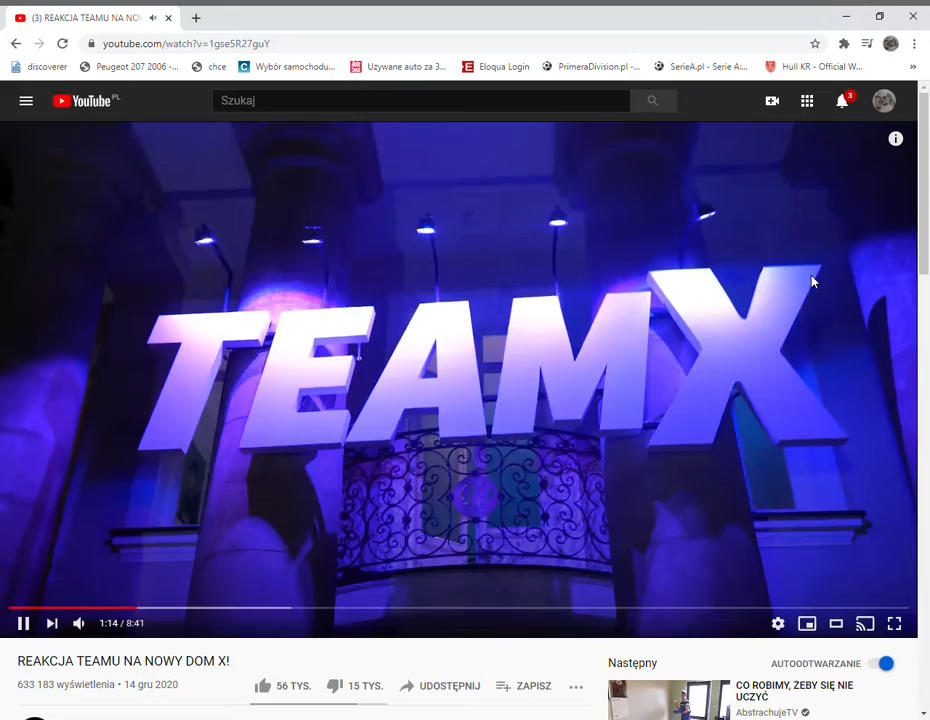 (3) REAKCJA TEAMU NA NO
youtube.com/watch?v=1gse5R27guY
discoverer
Peugeot 207 2006 -...
chce
Wybór samochodu...
Uzywane auto za 3...
Eloqua Login
PrimeraDivision.pl -...
SerieA.pl - Serie A:...
Hull KR - Official W...
»
YouTube PL
Szukaj
3
TEAMX
1:14 / 8:41
REAKCJA TEAMU NA NOWY DOM X!
633 183 wyświetlenia • 14 gru 2020
56 TYS.
15 TYS.
UDOSTĘPNIJ
ZAPISZ
Następny
AUTOODTWARZANIE
CO ROBIMY, ŻEBY SIĘ NIE
UCZYĆ
AbstrachujeTV